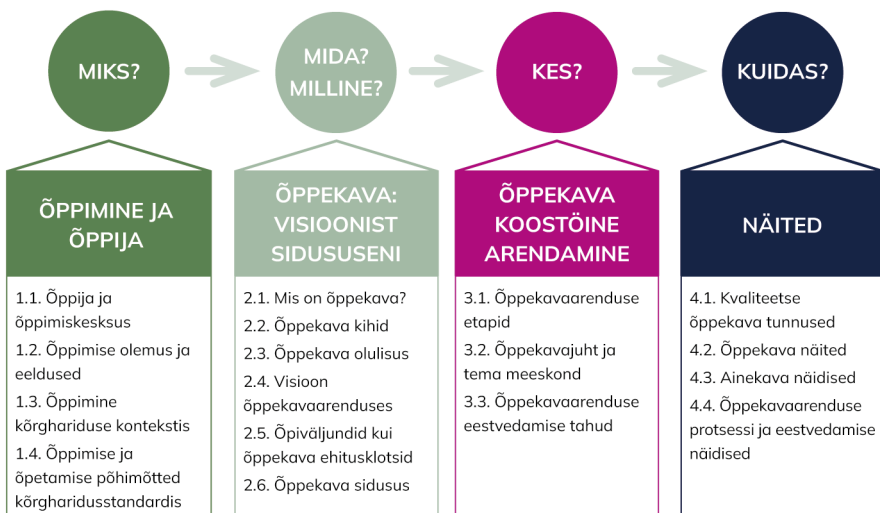 MIKS?
MIDA?
MILLINE?
KES?
KUIDAS?
ÕPPIMINE JA
ÕPPIJA
1.1. Õppija ja
õppimiskesksus
1.2. Õppimise olemus ja
eeldused
1.3. Õppimine
kõrghariduse kontekstis
1.4. Õppimise ja
õpetamise põhimõtted
kõrgharidusstandardis
ÕPPEKAVA:
VISIOONIST
SIDUSUSENI
2.1. Mis on õppekava?
2.2. Õppekava kihid
2.3. Õppekava olulisus
2.4. Visioon
õppekavaarenduses
2.5. Õpiväljundid kui
õppekava ehitusklotsid
2.6. Õppekava sidusus
ÕPPEKAVA
KOOSTÖINE
ARENDAMINE
3.1. Õppekavaarenduse
etapid
3.2. Õppekavajuht ja
tema meeskond
3.3. Õppekavaarenduse
eestvedamise tahud
NÄITED
4.1. Kvaliteetse
õppekava tunnused
4.2. Õppekava näited
4.3. Ainekava näidised
4.4. Õppekavaarenduse
protsessi ja eestvedamise
näidised